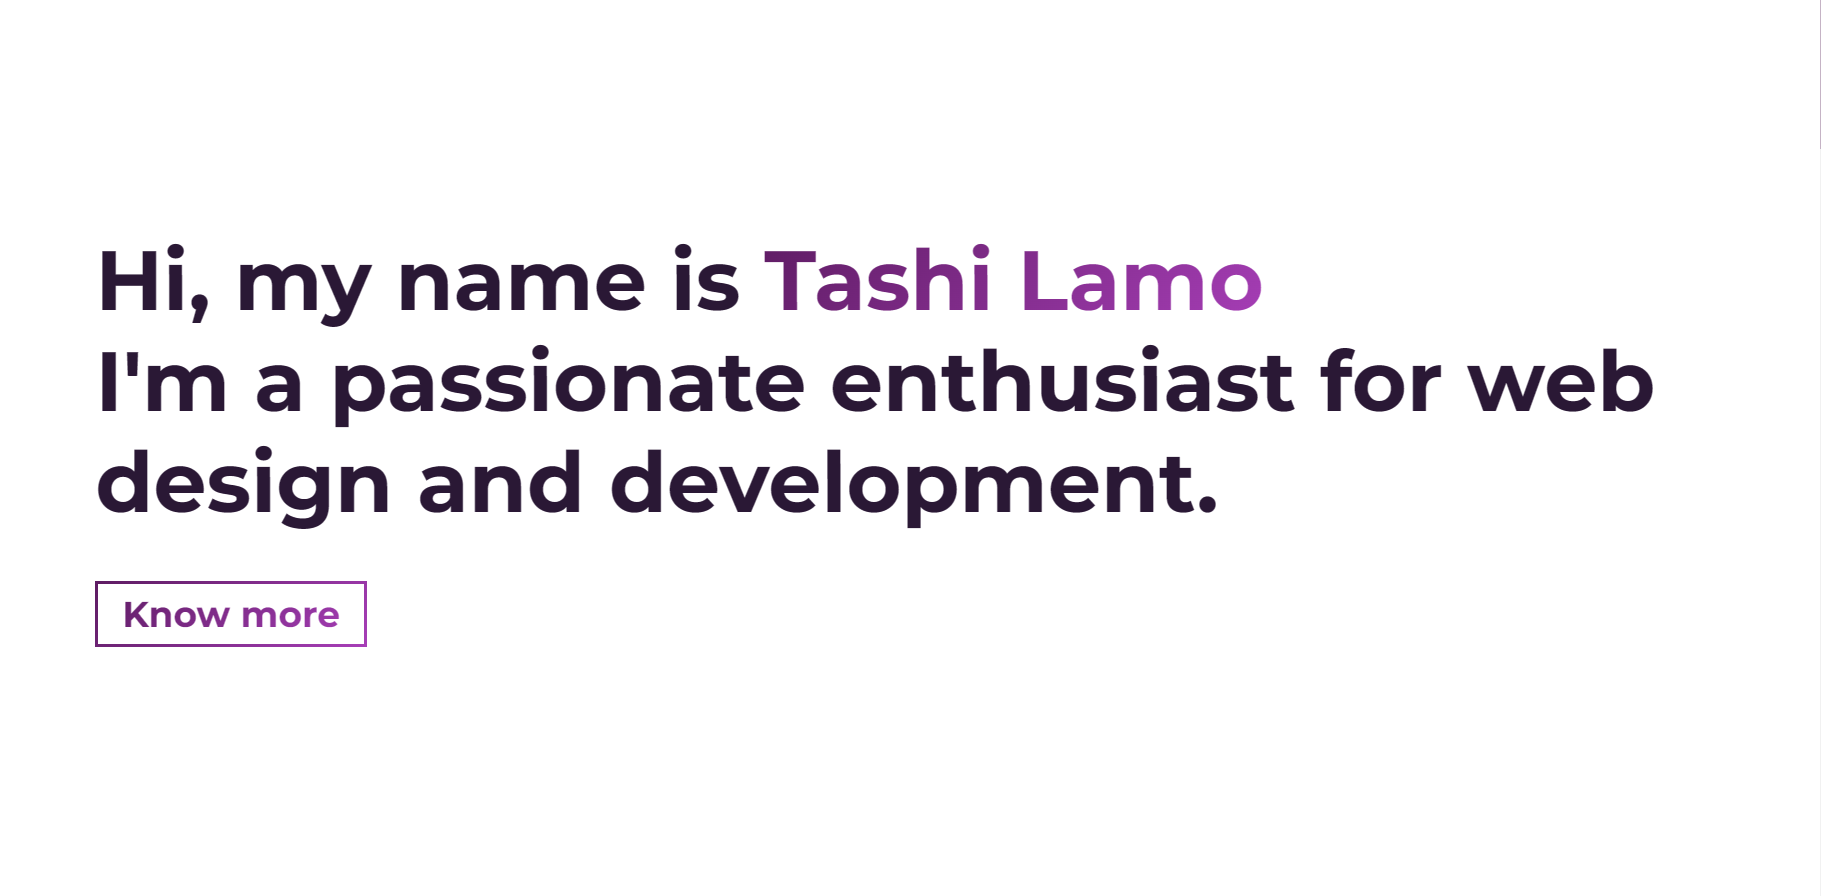 Hi, my name is Tashi Lamo
I'm a passionate enthusiast for web
design and development.
Know more